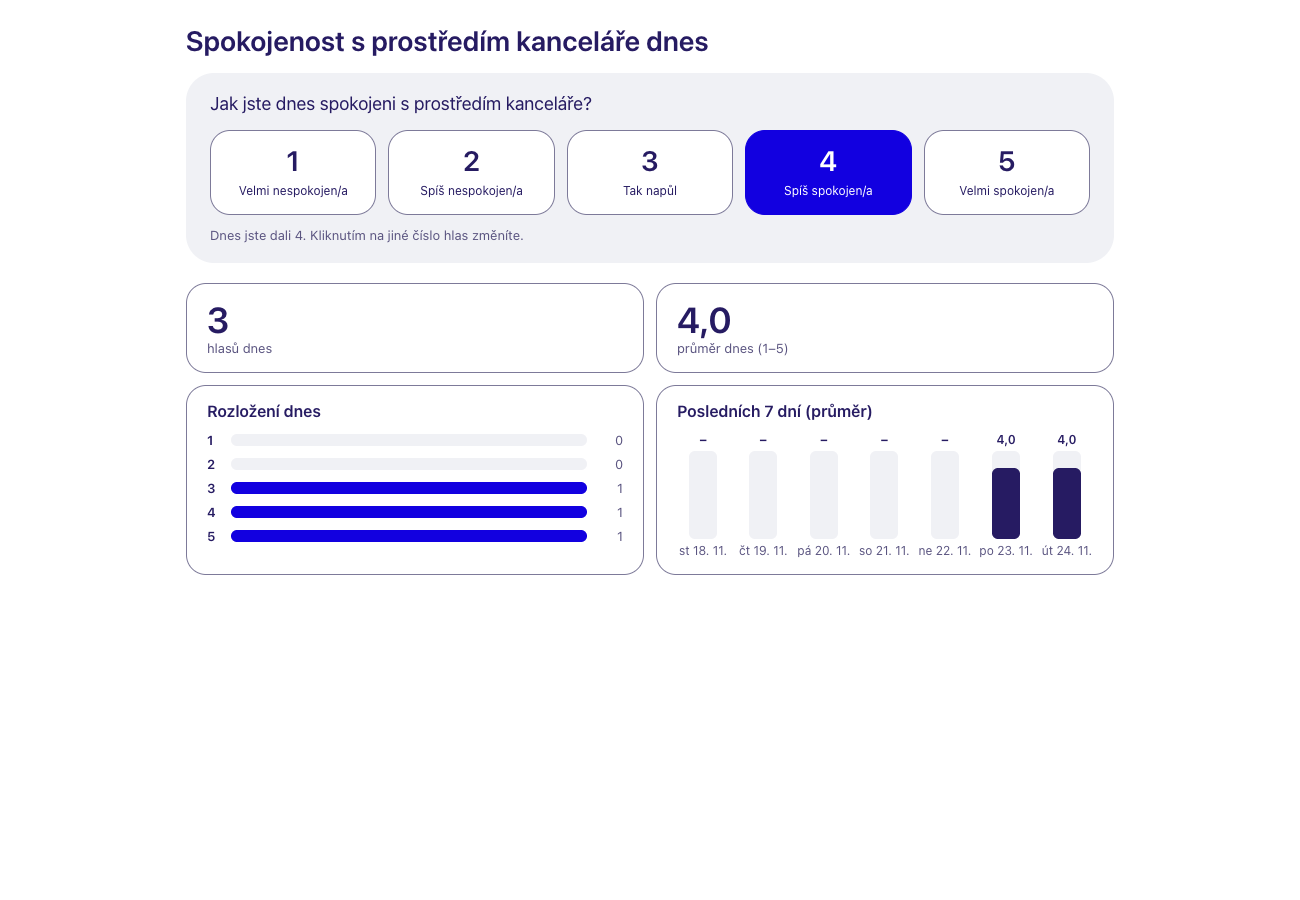 Spokojenost s prostředím kanceláře dnes
Jak jste dnes spokojeni s prostředím kanceláře?
1
Velmi nespokojen/a
2
Spíš nespokojen/a
3
Tak napůl
4
Spíš spokojen/a
5
Velmi spokojen/a
Dnes jste dali 4. Kliknutím na jiné číslo hlas změníte.
3
hlasů dnes
4,0
průměr dnes (1–5)
Rozložení dnes
1 0
2 0
3 1
4 1
5 1
Posledních 7 dní (průměr)
– – – – – 4,0 4,0
st 18. 11. čt 19. 11. pá 20. 11. so 21. 11. ne 22. 11. po 23. 11. út 24. 11.